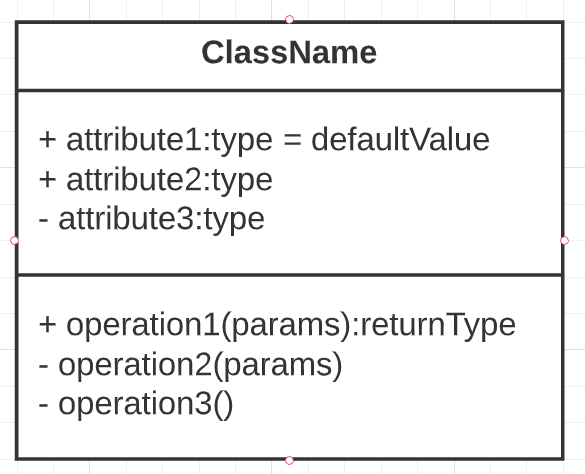 ClassName
+ attribute1:type = defaultValue
+ attribute2:type
- attribute3:type
+ operation1(params):returnType
- operation2(params)
- operation3()